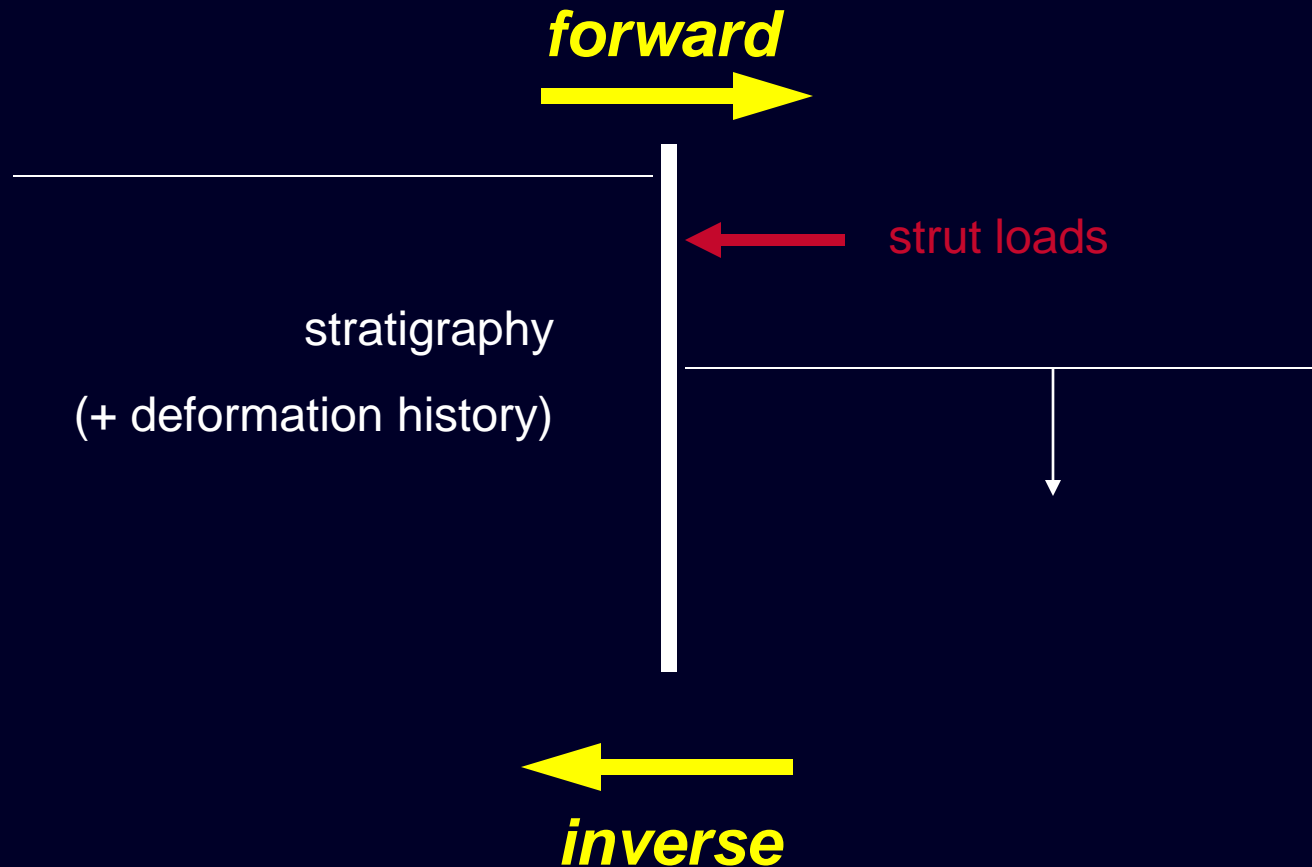 forward
strut loads
stratigraphy
(+ deformation history)
inverse